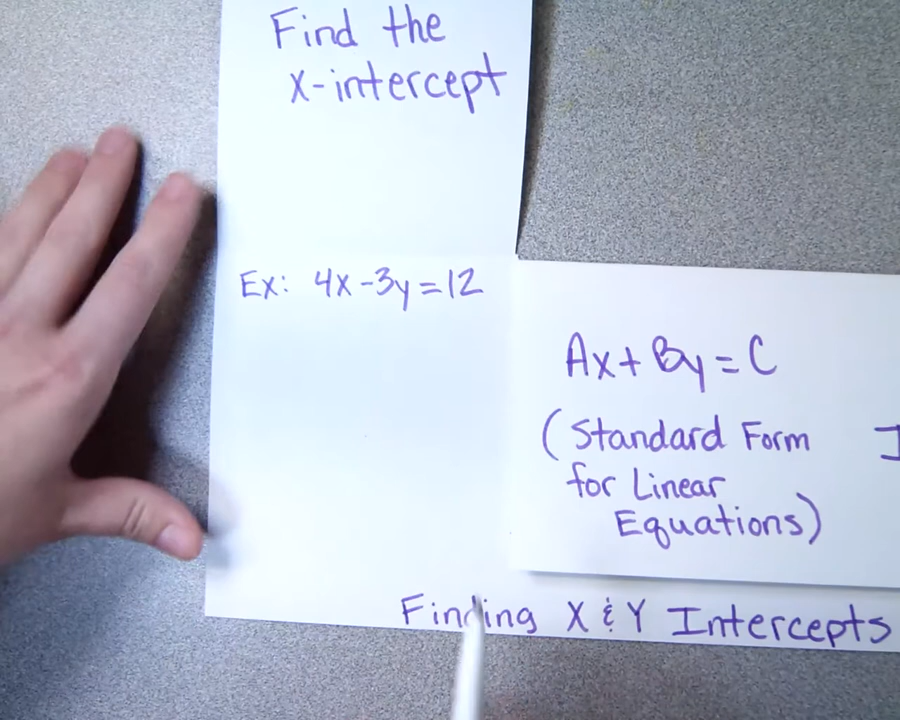 Find the
x-intercept
Ex: 4x-3y=12
Ax+By=C
(Standard Form
for Linear
Equations)
Finding X & Y Intercepts